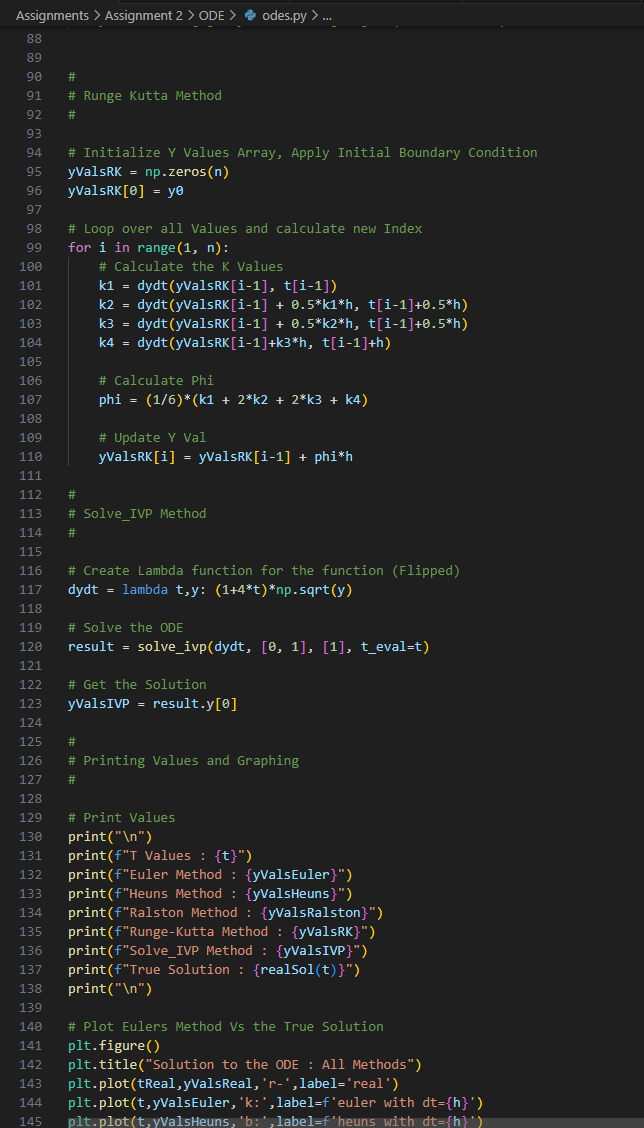 Assignments > Assignment 2 > ODE > odes.py > ...
88
89
90 #
91 # Runge Kutta Method
92 #
93
94 # Initialize Y Values Array, Apply Initial Boundary Condition
95 yValsRK = np.zeros(n)
96 yValsRK[0] = y0
97
98 # Loop over all Values and calculate new Index
99 for i in range(1, n):
100     # Calculate the K Values
101     k1 = dydt(yValsRK[i-1], t[i-1])
102     k2 = dydt(yValsRK[i-1] + 0.5*k1*h, t[i-1]+0.5*h)
103     k3 = dydt(yValsRK[i-1] + 0.5*k2*h, t[i-1]+0.5*h)
104     k4 = dydt(yValsRK[i-1]+k3*h, t[i-1]+h)
105
106     # Calculate Phi
107     phi = (1/6)*(k1 + 2*k2 + 2*k3 + k4)
108
109     # Update Y Val
110     yValsRK[i] = yValsRK[i-1] + phi*h
111
112 #
113 # Solve_IVP Method
114 #
115
116 # Create Lambda function for the function (Flipped)
117 dydt = lambda t,y: (1+4*t)*np.sqrt(y)
118
119 # Solve the ODE
120 result = solve_ivp(dydt, [0, 1], [1], t_eval=t)
121
122 # Get the Solution
123 yValsIVP = result.y[0]
124
125 #
126 # Printing Values and Graphing
127 #
128
129 # Print Values
130 print("\n")
131 print(f"T Values : {t}")
132 print(f"Euler Method : {yValsEuler}")
133 print(f"Heuns Method : {yValsHeuns}")
134 print(f"Ralston Method : {yValsRalston}")
135 print(f"Runge-Kutta Method : {yValsRK}")
136 print(f"Solve_IVP Method : {yValsIVP}")
137 print(f"True Solution : {realSol(t)}")
138 print("\n")
139
140 # Plot Eulers Method Vs the True Solution
141 plt.figure()
142 plt.title("Solution to the ODE : All Methods")
143 plt.plot(tReal,yValsReal,'r-',label='real')
144 plt.plot(t,yValsEuler,'k:',label=f'euler with dt={h}')
145 plt.plot(t,yValsHeuns,'b:',label=f'heuns with dt={h}')